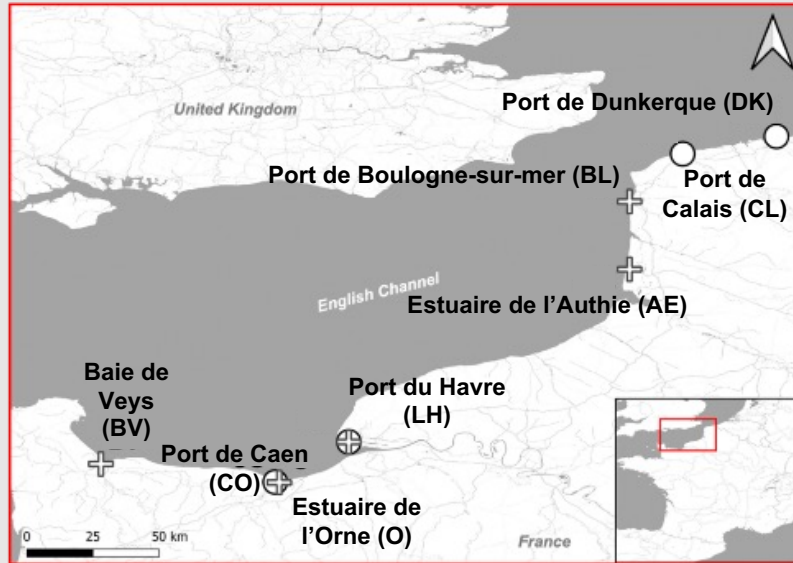 United Kingdom
Port de Dunkerque (DK)
Port de Boulogne-sur-mer (BL)
Port de
Calais (CL)
English Channel
Estuaire de l’Authie (AE)
Baie de
Veys
(BV)
Port du Havre
(LH)
Port de Caen
(CO)
Estuaire de
l’Orne (O)
France
0 25 50 km